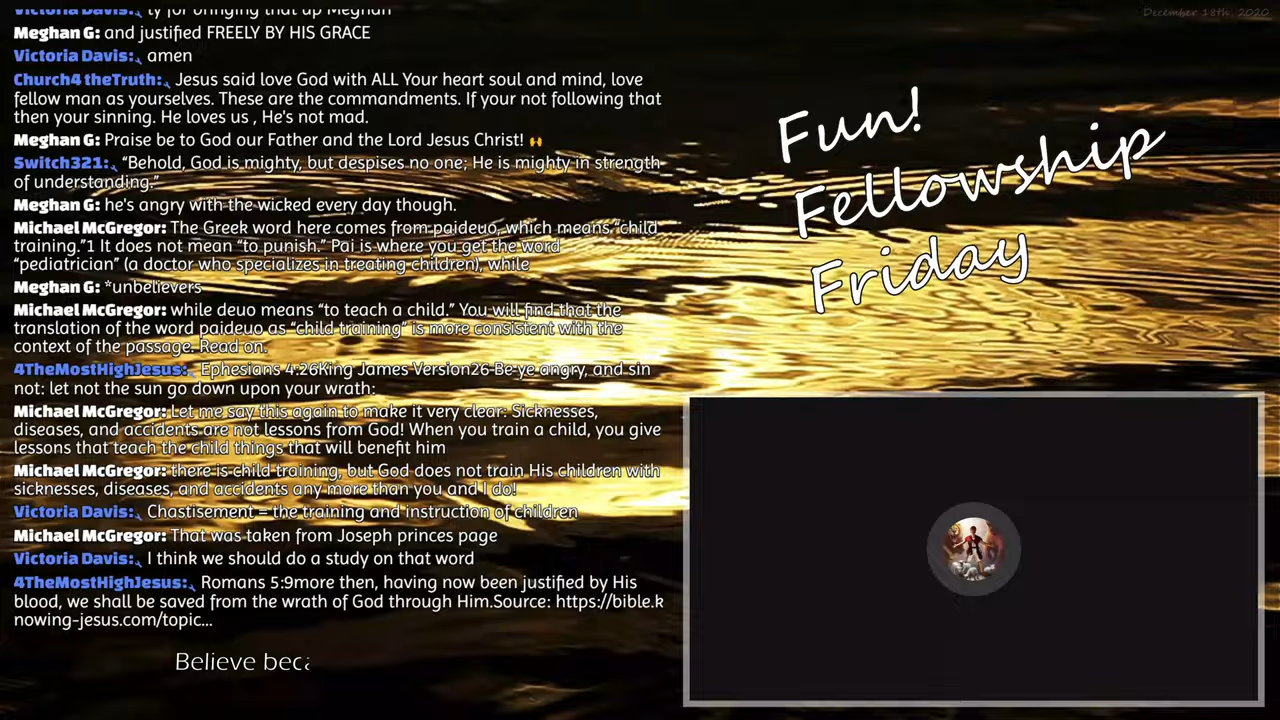 December 18th, 2020
Victoria Davis: ty for bringing that up Meghan
Meghan G: and justified FREELY BY HIS GRACE
Victoria Davis: amen
Church4 theTruth: Jesus said love God with ALL Your heart soul and mind, love
fellow man as yourselves. These are the commandments. If your not following that
then your sinning. He loves us , He's not mad.
Meghan G: Praise be to God our Father and the Lord Jesus Christ! 🙌
Switch321: “Behold, God is mighty, but despises no one; He is mighty in strength
of understanding.”
Meghan G: he's angry with the wicked every day though.
Michael McGregor: The Greek word here comes from paideuo, which means “child
training.”1 It does not mean “to punish.” Pai is where you get the word
“pediatrician” (a doctor who specializes in treating children), while
Meghan G: *unbelievers
Michael McGregor: while deuo means “to teach a child.” You will find that the
translation of the word paideuo as “child training” is more consistent with the
context of the passage. Read on.
4TheMostHighJesus: Ephesians 4:26King James Version26 Be ye angry, and sin
not: let not the sun go down upon your wrath:
Michael McGregor: Let me say this again to make it very clear: Sicknesses,
diseases, and accidents are not lessons from God! When you train a child, you give
lessons that teach the child things that will benefit him
Michael McGregor: there is child training, but God does not train His children with
sicknesses, diseases, and accidents any more than you and I do!
Victoria Davis: Chastisement = the training and instruction of children
Michael McGregor: That was taken from Joseph princes page
Victoria Davis: I think we should do a study on that word
4TheMostHighJesus: Romans 5:9more then, having now been justified by His
blood, we shall be saved from the wrath of God through Him.Source: https://bible.k
nowing-jesus.com/topic...
Believe bec
Fun!
Fellowship
Friday